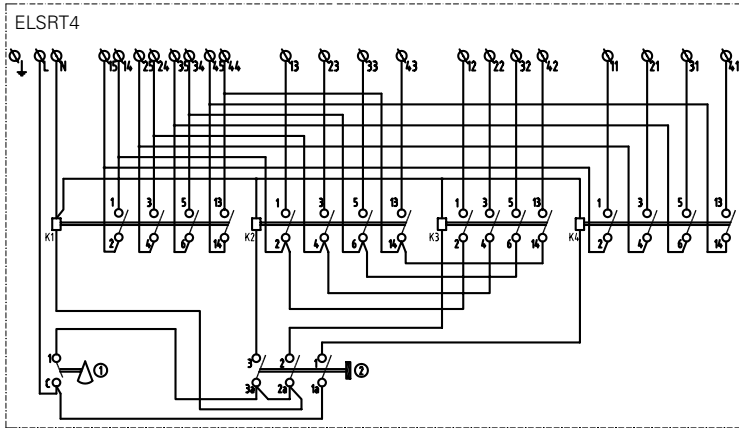 ELSRT4
L N 15 14 25 24 35 34 45 44 13 23 33 43 12 22 32 42 11 21 31 41
1 3 5 13 1 3 5 13 1 3 5 13 1 3 5 13
K1 2 4 6 14 K2 2 4 6 14 K3 2 4 6 14 K4 2 4 6 14
1 ① 3 2 1 ②
C 3a 2a 1a